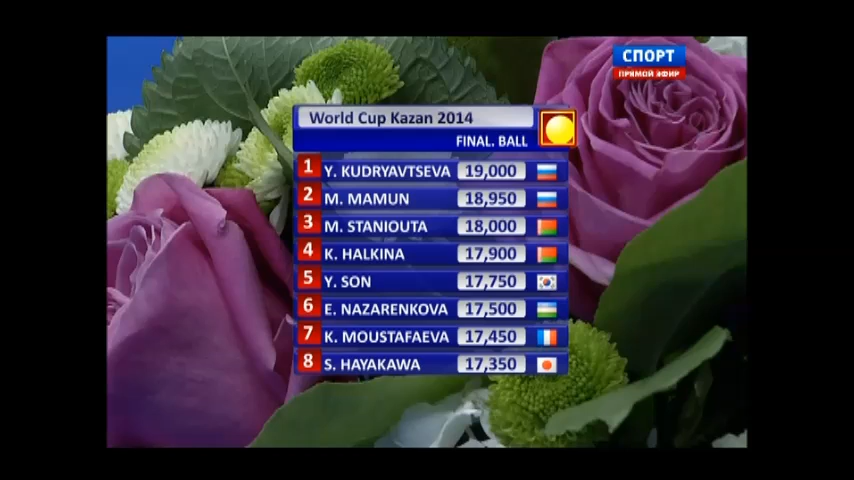 СПОРТ
ПРЯМОЙ ЭФИР
World Cup Kazan 2014
FINAL. BALL
1 Y. KUDRYAVTSEVA 19,000
2 M. MAMUN 18,950
3 M. STANIOUTA 18,000
4 K. HALKINA 17,900
5 Y. SON 17,750
6 E. NAZARENKOVA 17,500
7 K. MOUSTAFAEVA 17,450
8 S. HAYAKAWA 17,350